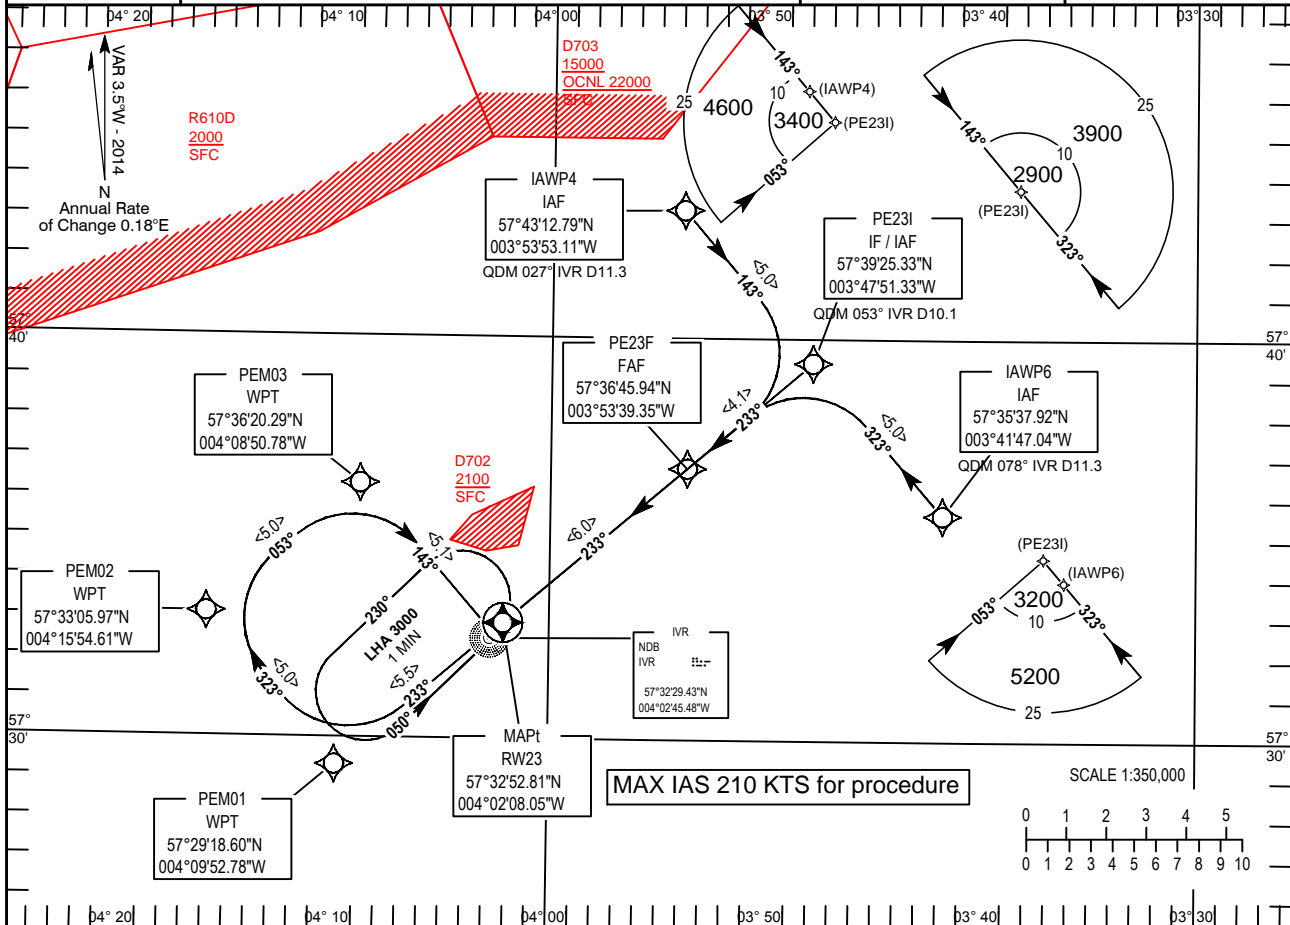 04° 20 04° 10 04° 00 03° 50 03° 40 03° 30
VAR 3.5°W - 2014
N
Annual Rate
of Change 0.18°E
R610D
2000
SFC
D703
15000
OCNL 22000
SFC
25
4600
143°
10
(IAWP4)
3400
(PE23I)
053°
3900
25
143°
10
2900
(PE23I)
323°
IAWP4
IAF
57°43'12.79"N
003°53'53.11"W
QDM 027° IVR D11.3
PE23I
IF / IAF
57°39'25.33"N
003°47'51.33"W
QDM 053° IVR D10.1
<5.0>
143°
57°
40'
57°
40'
PE23F
FAF
57°36'45.94"N
003°53'39.35"W
IAWP6
IAF
57°35'37.92"N
003°41'47.04"W
QDM 078° IVR D11.3
PEM03
WPT
57°36'20.29"N
004°08'50.78"W
<4.1>
233°
<5.0>
323°
D702
2100
SFC
<5.0>
053°
<5.1>
143°
<6.0>
233°
PEM02
WPT
57°33'05.97"N
004°15'54.61"W
230°
LHA 3000
1 MIN
<5.0>
323°
<5.5>
233°
050°
IVR
NDB
IVR
57°32'29.43"N
004°02'45.48"W
(PE23I)
(IAWP6)
3200
053°
10
323°
5200
25
57°
30'
57°
30'
MAPt
RW23
57°32'52.81"N
004°02'08.05"W
MAX IAS 210 KTS for procedure
SCALE 1:350,000
PEM01
WPT
57°29'18.60"N
004°09'52.78"W
0 1 2 3 4 5
0 1 2 3 4 5 6 7 8 9 10
04° 20 04° 10 04° 00 03° 50 03° 40 03° 30